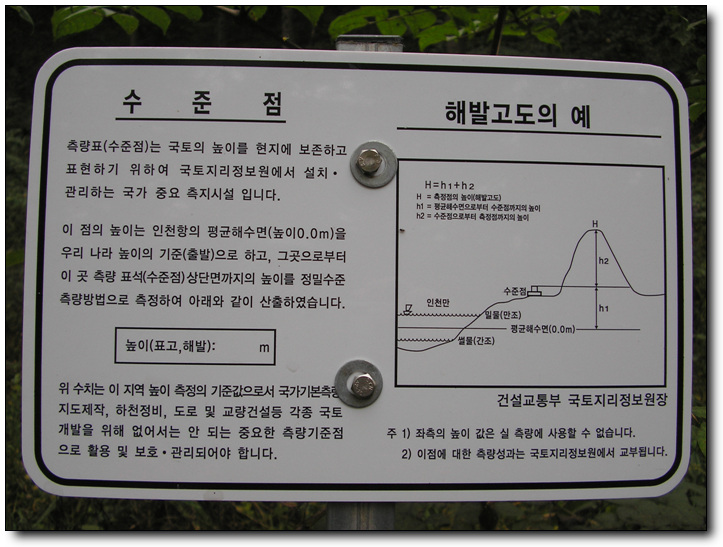 수 준 점
측량표(수준점)는 국토의 높이를 현지에 보존하고
표현하기 위하여 국토지리정보원에서 설치·
관리하는 국가 중요 측지시설 입니다.
이 점의 높이는 인천항의 평균해수면(높이0.0m)을
우리 나라 높이의 기준(출발)으로 하고, 그곳으로부터
이 곳 측량 표석(수준점)상단면까지의 높이를 정밀수준
측량방법으로 측정하여 아래와 같이 산출하였습니다.
높이(표고,해발): m
위 수치는 이 지역 높이 측정의 기준값으로서 국가기본측량
지도제작, 하천정비, 도로 및 교량건설등 각종 국토
개발을 위해 없어서는 안 되는 중요한 측량기준점
으로 활용 및 보호·관리되어야 합니다.
해발고도의 예
H=h1+h2
H = 측정점의 높이(해발고도)
h1 = 평균해수면으로부터 수준점까지의 높이
h2 = 수준점으로부터 측정점까지의 높이
H
h2
수준점
h1
인천만
밀물(만조)
평균해수면(0.0m)
썰물(간조)
건설교통부 국토지리정보원장
주 1) 좌측의 높이 값은 실 측량에 사용할 수 없습니다.
2) 이점에 대한 측량성과는 국토지리정보원에서 교부됩니다.